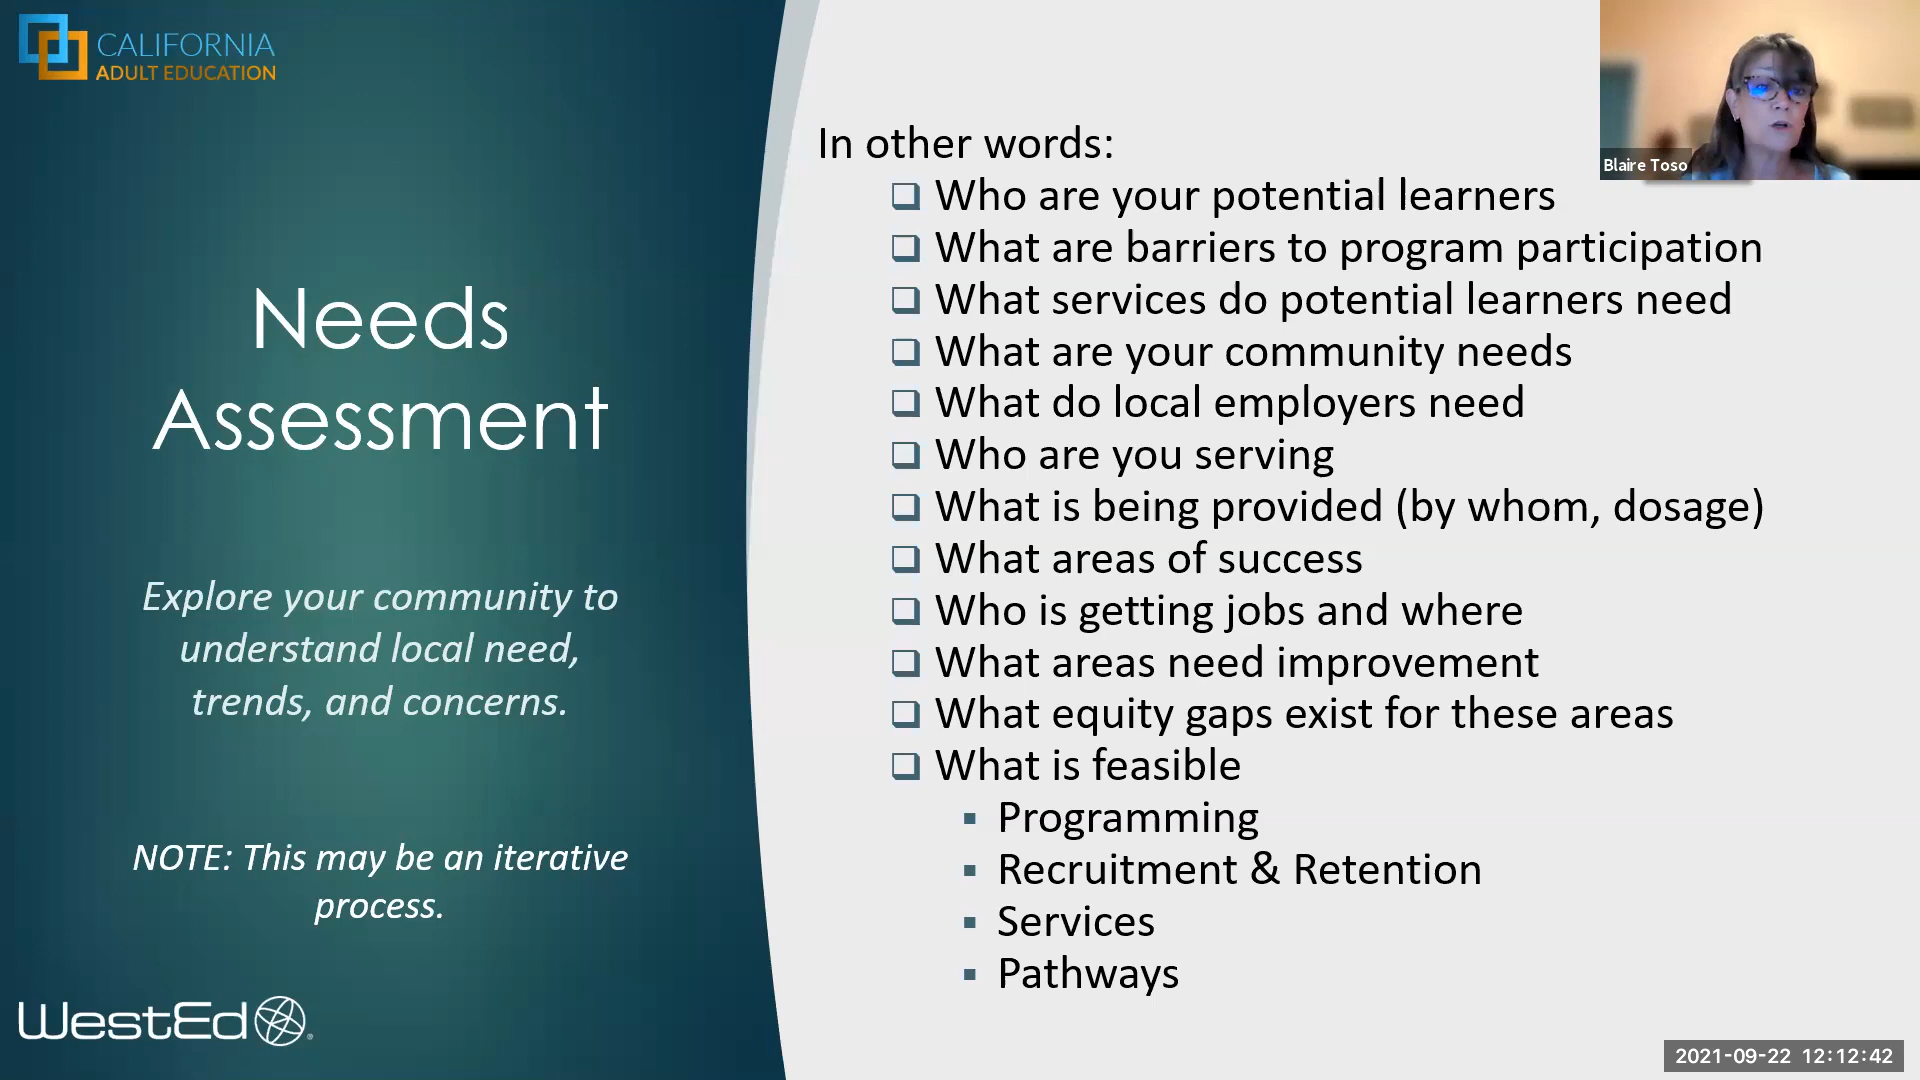 CALIFORNIA
ADULT EDUCATION
Needs
Assessment
Explore your community to
understand local need,
trends, and concerns.
NOTE: This may be an iterative
process.
WestEd
In other words:
Who are your potential learners
What are barriers to program participation
What services do potential learners need
What are your community needs
What do local employers need
Who are you serving
What is being provided (by whom, dosage)
What areas of success
Who is getting jobs and where
What areas need improvement
What equity gaps exist for these areas
What is feasible
Programming
Recruitment & Retention
Services
Pathways
Blaire Toso
2021-09-22 12:12:42